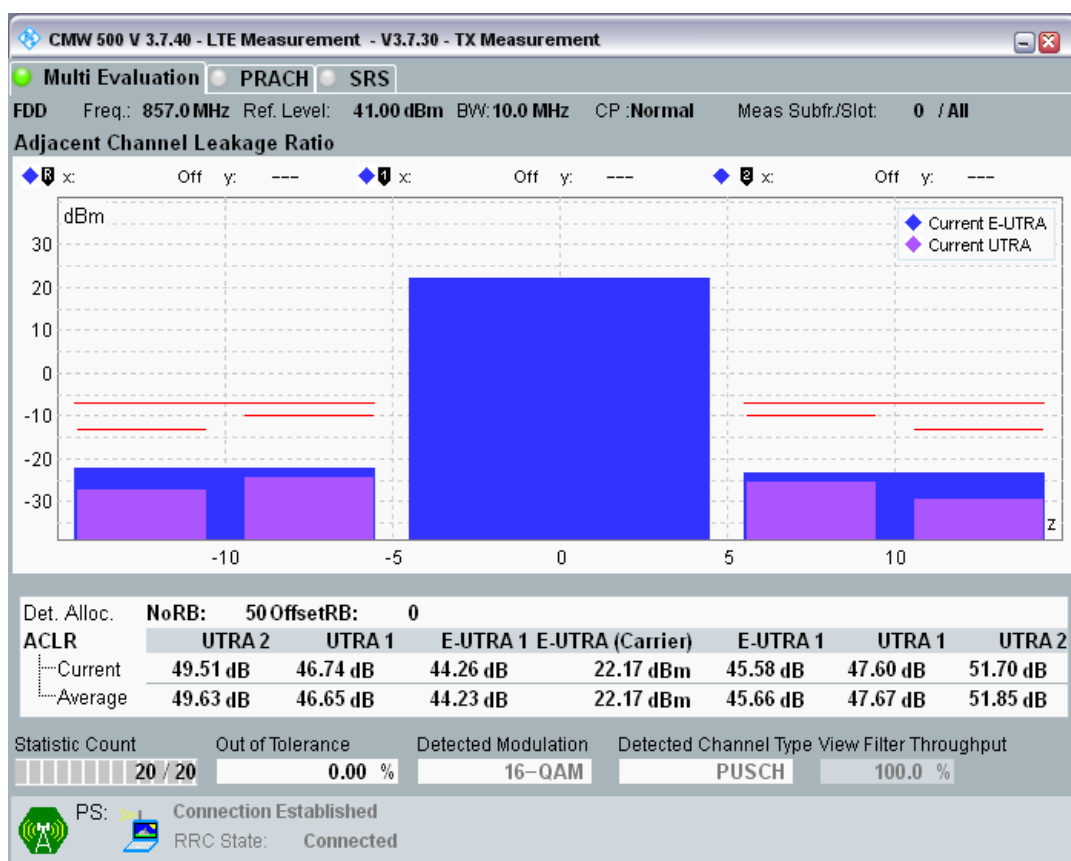 CMW 500 V 3.7.40 - LTE Measurement - V3.7.30 - TX Measurement
Multi Evaluation PRACH SRS
FDD Freq.: 857.0 MHz Ref. Level: 41.00 dBm BW: 10.0 MHz CP : Normal Meas Subfr./Slot: 0 / All
Adjacent Channel Leakage Ratio
R x: Off y: --- 1 x: Off y: --- 2 x: Off y: ---
dBm
Current E-UTRA
Current UTRA
30
20
10
0
-10
-20
-30
z
-10 -5 0 5 10
Det. Alloc. NoRB: 50 OffsetRB: 0
ACLR UTRA 2 UTRA 1 E-UTRA 1 E-UTRA (Carrier) E-UTRA 1 UTRA 1 UTRA 2
Current 49.51 dB 46.74 dB 44.26 dB 22.17 dBm 45.58 dB 47.60 dB 51.70 dB
Average 49.63 dB 46.65 dB 44.23 dB 22.17 dBm 45.66 dB 47.67 dB 51.85 dB
Statistic Count Out of Tolerance Detected Modulation Detected Channel Type View Filter Throughput
20 / 20 0.00 % 16-QAM PUSCH 100.0 %
PS: Connection Established
RRC State: Connected